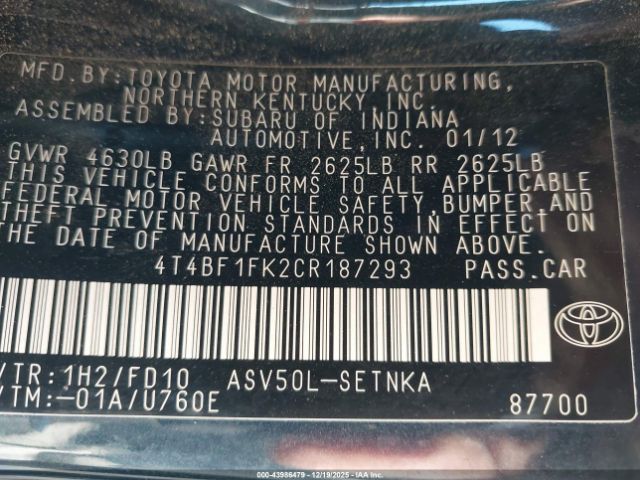 MFD.BY:TOYOTA MOTOR MANUFACTURING,
NORTHERN KENTUCKY,INC.
ASSEMBLED BY:SUBARU OF INDIANA
AUTOMOTIVE,INC. 01/12
GVWR 4630LB GAWR FR 2625LB RR 2625LB
THIS VEHICLE CONFORMS TO ALL APPLICABLE
FEDERAL MOTOR VEHICLE SAFETY,BUMPER,AND
THEFT PREVENTION STANDARDS IN EFFECT ON
THE DATE OF MANUFACTURE SHOWN ABOVE.
4T4BF1FK2CR187293 PASS.CAR
/TR:1H2/FD10 ASV50L-SETNKA
/TM:-01A/U760E 87700
TOYOTA
© 43986479 - 12/19/2025 - IAAI.COM